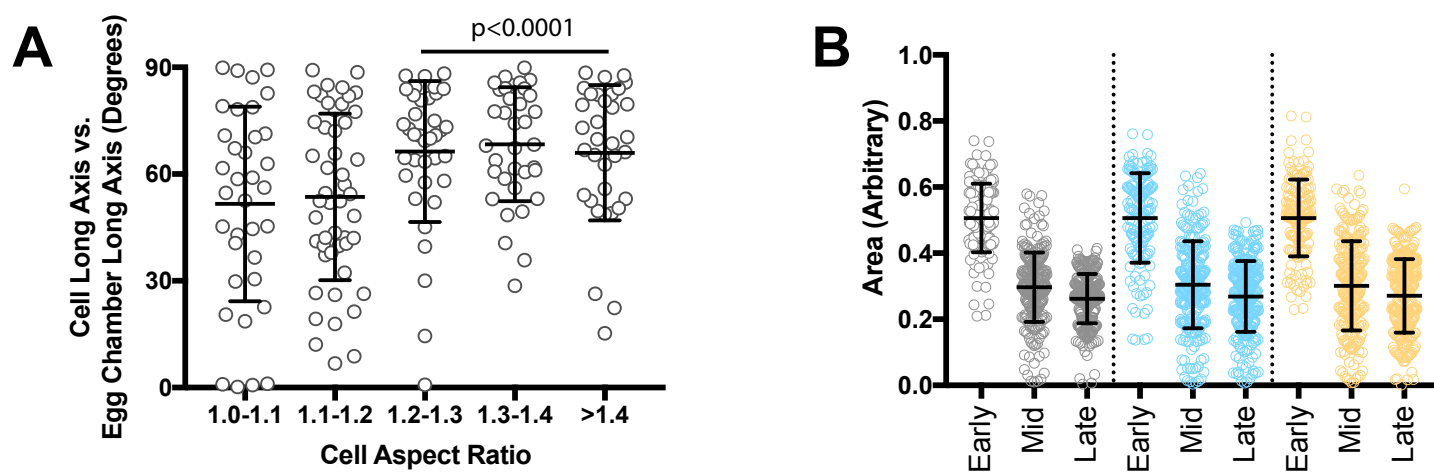 A
p<0.0001
Cell Long Axis vs.
Egg Chamber Long Axis (Degrees)
90
60
30
0
1.0-1.1 1.1-1.2 1.2-1.3 1.3-1.4 >1.4
Cell Aspect Ratio
B
Area (Arbitrary)
1.0
0.8
0.6
0.4
0.2
0.0
Early Mid Late Early Mid Late Early Mid Late